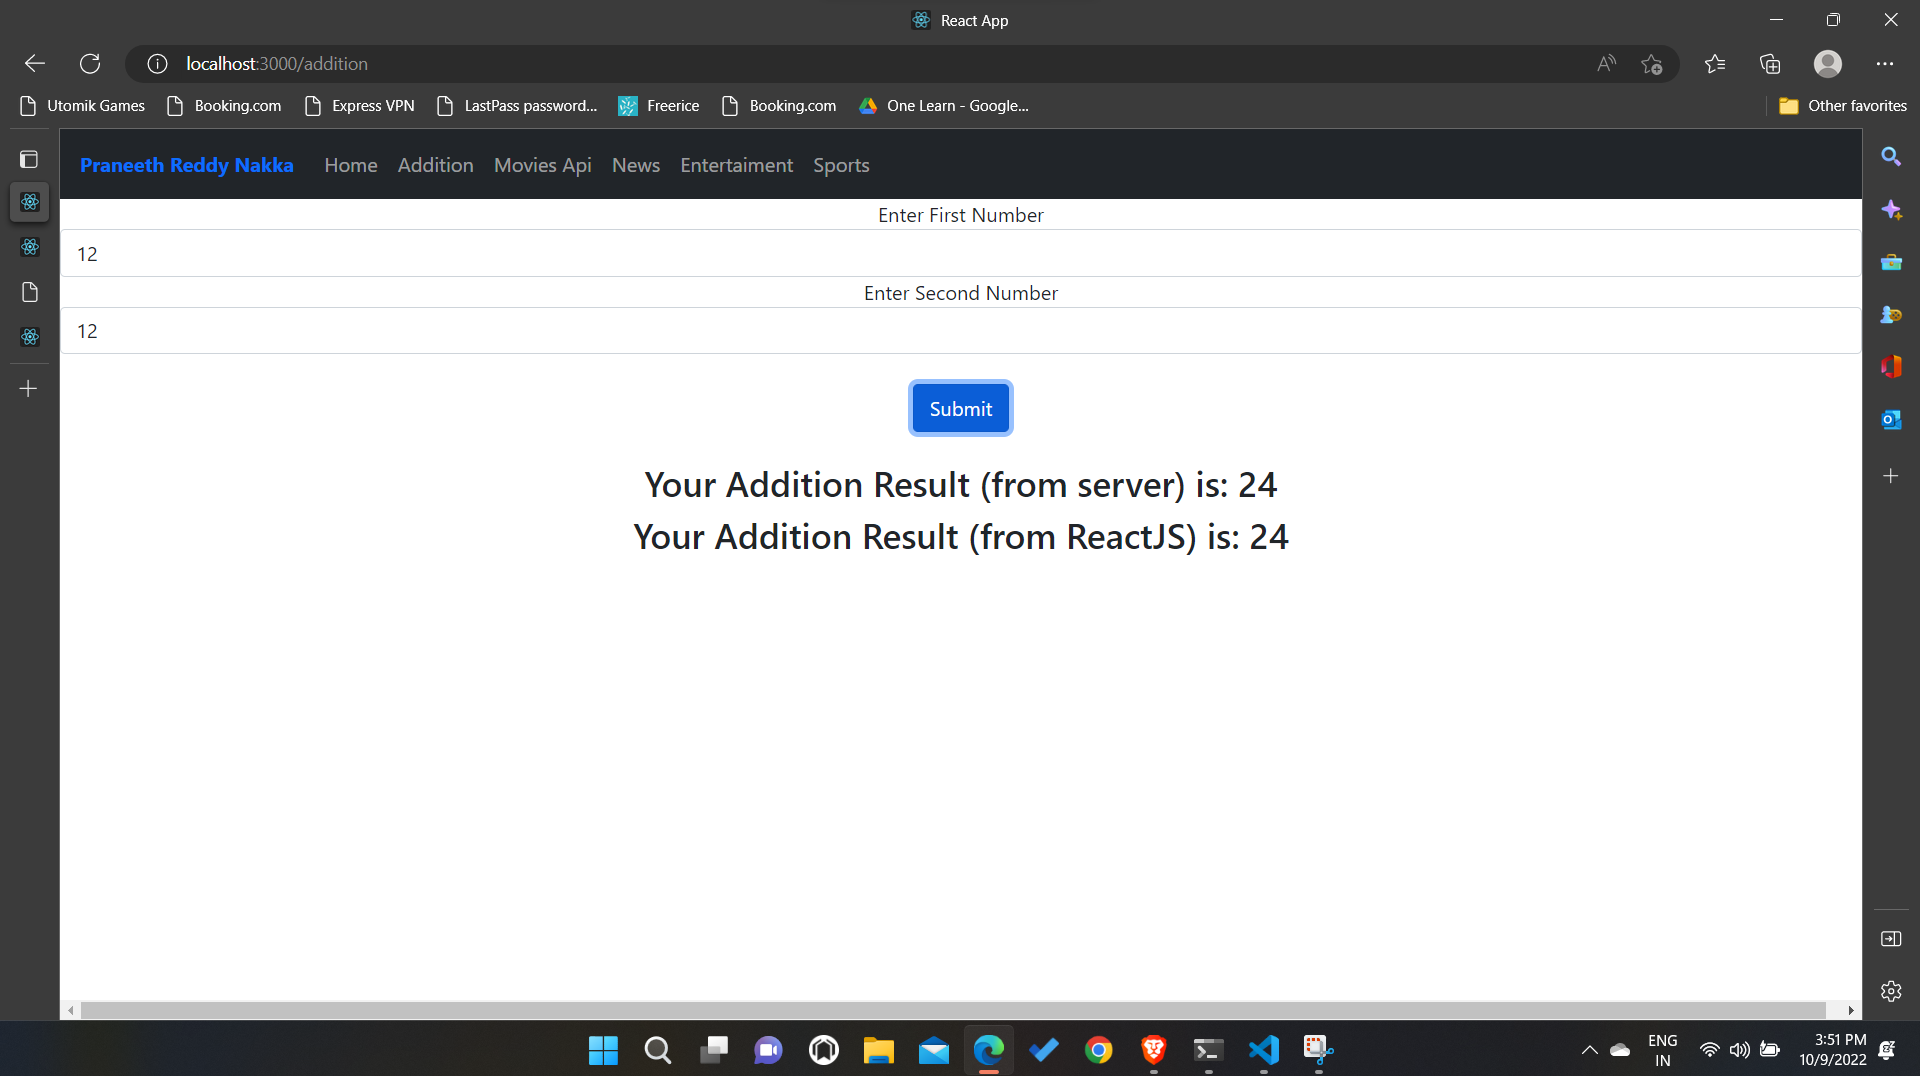 React App
localhost:3000/addition
Utomik Games Booking.com Express VPN LastPass password... Freerice Booking.com One Learn - Google... Other favorites
Praneeth Reddy Nakka Home Addition Movies Api News Entertaiment Sports
Enter First Number
12
Enter Second Number
12
Submit
Your Addition Result (from server) is: 24
Your Addition Result (from ReactJS) is: 24
ENG
IN
3:51 PM
10/9/2022